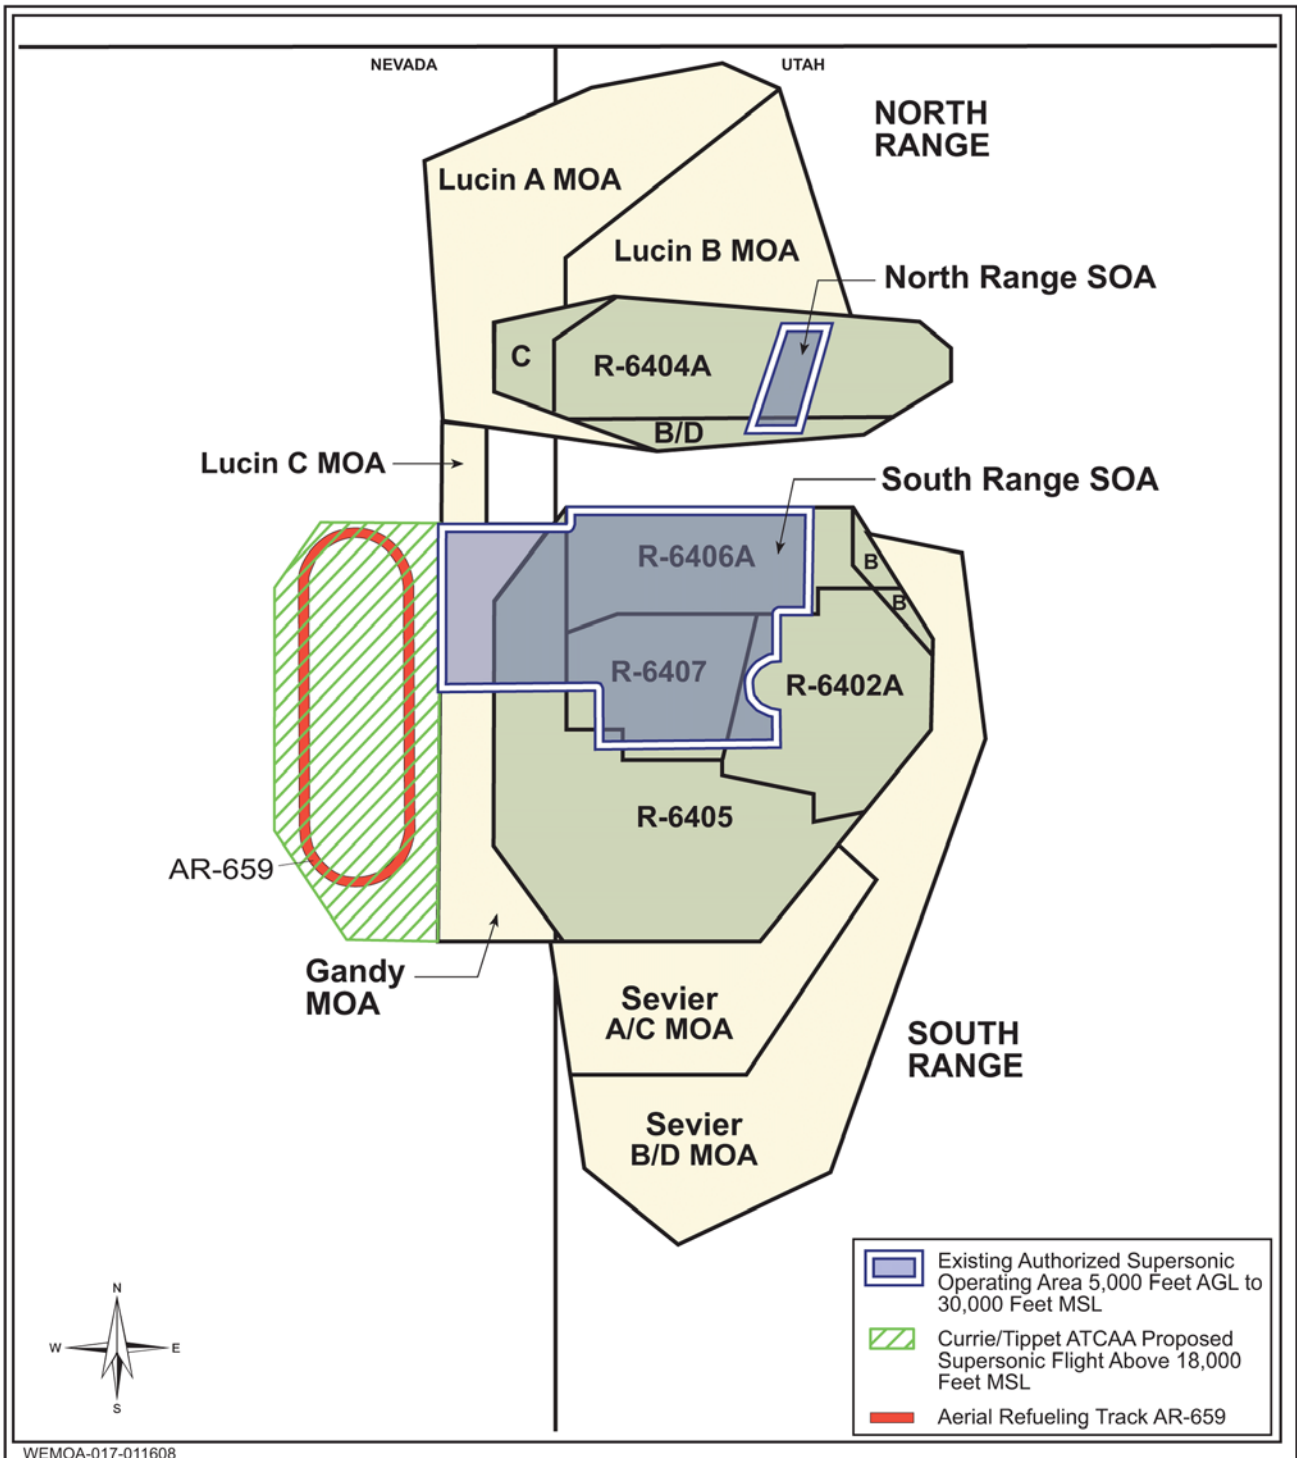 NEVADA
UTAH
NORTH
RANGE
Lucin A MOA
Lucin B MOA
North Range SOA
C
R-6404A
B/D
Lucin C MOA
South Range SOA
R-6406A
B
B
R-6407
R-6402A
R-6405
AR-659
Gandy
MOA
Sevier
A/C MOA
SOUTH
RANGE
Sevier
B/D MOA
Existing Authorized Supersonic
Operating Area 5,000 Feet AGL to
30,000 Feet MSL
Currie/Tippet ATCAA Proposed
Supersonic Flight Above 18,000
Feet MSL
Aerial Refueling Track AR-659
N
W
E
S
WEMOA-017-011608